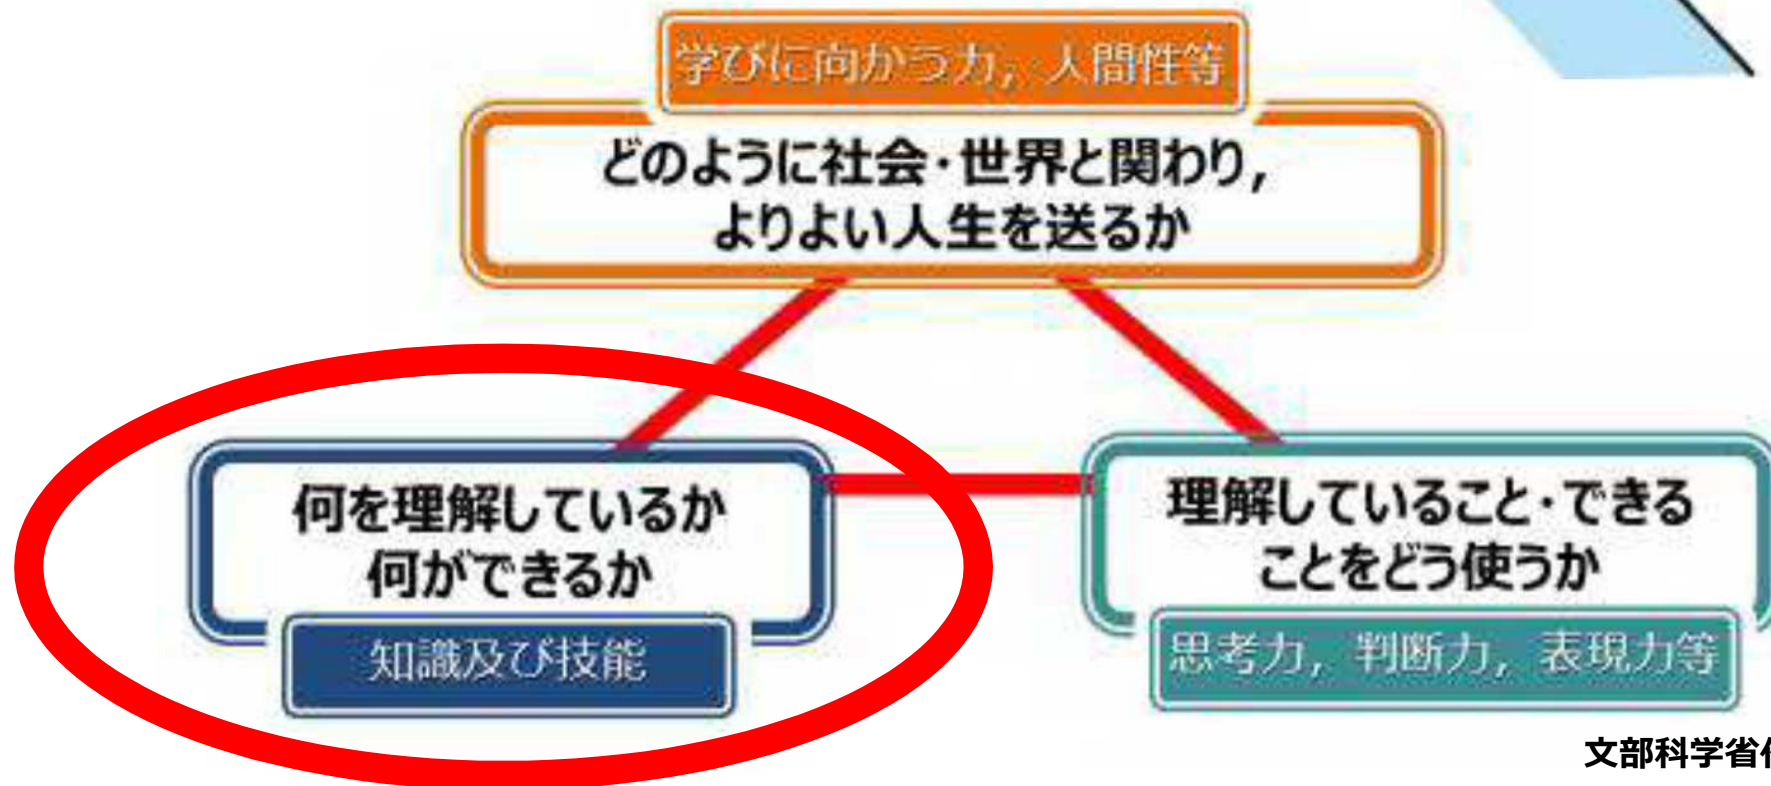 学びに向かう力，人間性等
どのように社会・世界と関わり，
よりよい人生を送るか
何を理解しているか
何ができるか
知識及び技能
理解していること・できる
ことをどう使うか
思考力，判断力，表現力等
文部科学省